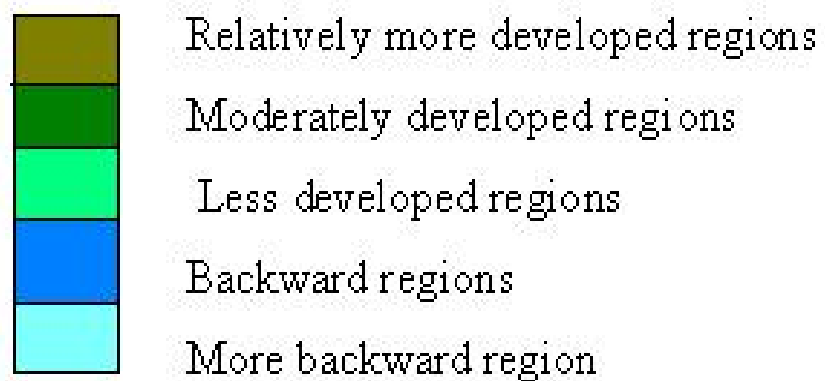 Relatively more developed regions
Moderately developed regions
Less developed regions
Backward regions
More backward region